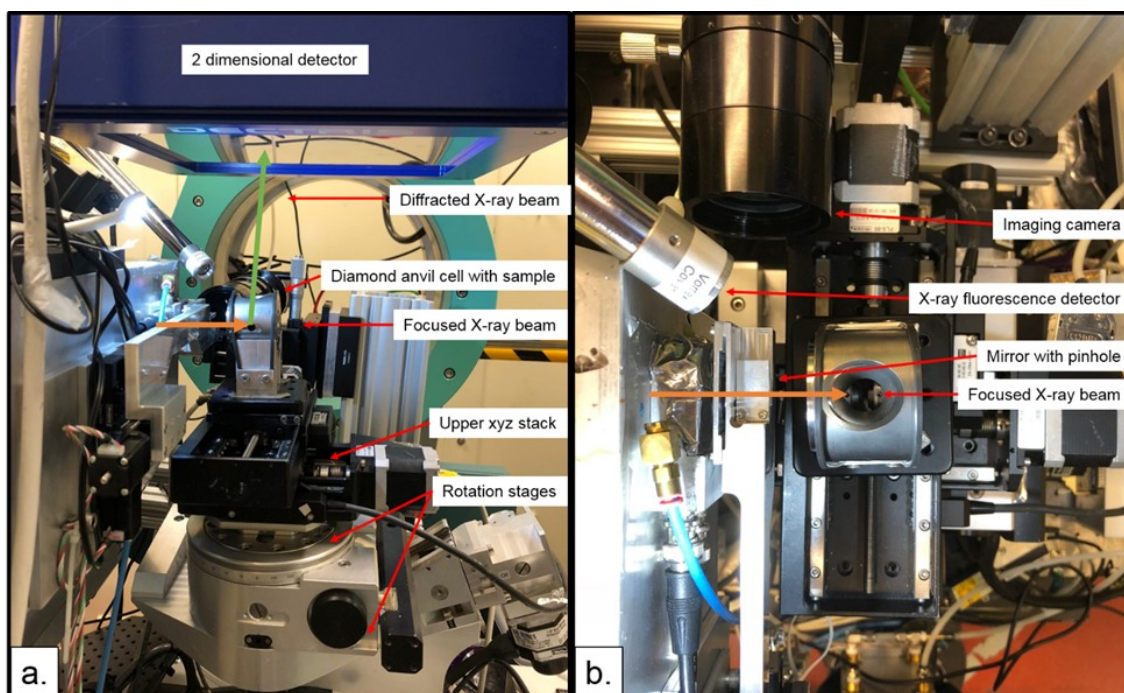 2 dimensional detector
Diffracted X-ray beam
Diamond anvil cell with sample
Focused X-ray beam
Upper xyz stack
Rotation stages
a.
Imaging camera
X-ray fluorescence detector
Mirror with pinhole
Focused X-ray beam
b.